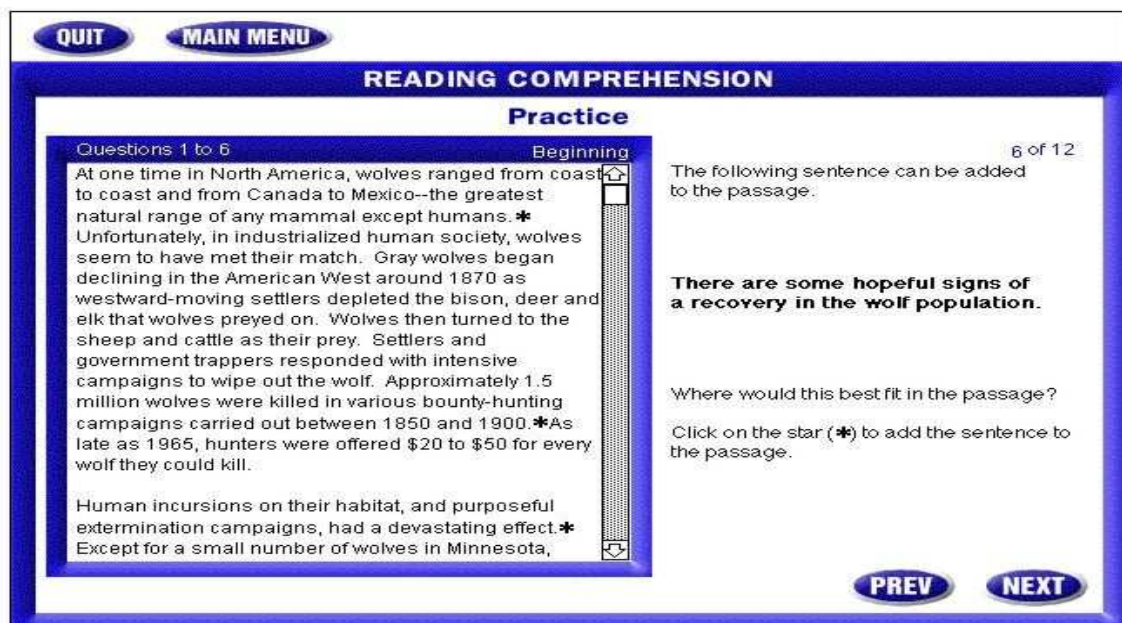 QUIT MAIN MENU
READING COMPREHENSION
Practice
Questions 1 to 6 Beginning
At one time in North America, wolves ranged from coast
to coast and from Canada to Mexico--the greatest
natural range of any mammal except humans.*
Unfortunately, in industrialized human society, wolves
seem to have met their match. Gray wolves began
declining in the American West around 1870 as
westward-moving settlers depleted the bison, deer and
elk that wolves preyed on. Wolves then turned to the
sheep and cattle as their prey. Settlers and
government trappers responded with intensive
campaigns to wipe out the wolf. Approximately 1.5
million wolves were killed in various bounty-hunting
campaigns carried out between 1850 and 1900.*As
late as 1965, hunters were offered $20 to $50 for every
wolf they could kill.
Human incursions on their habitat, and purposeful
extermination campaigns, had a devastating effect.*
Except for a small number of wolves in Minnesota,
6 of 12
The following sentence can be added
to the passage.
There are some hopeful signs of
a recovery in the wolf population.
Where would this best fit in the passage?
Click on the star (*) to add the sentence to
the passage.
PREV NEXT